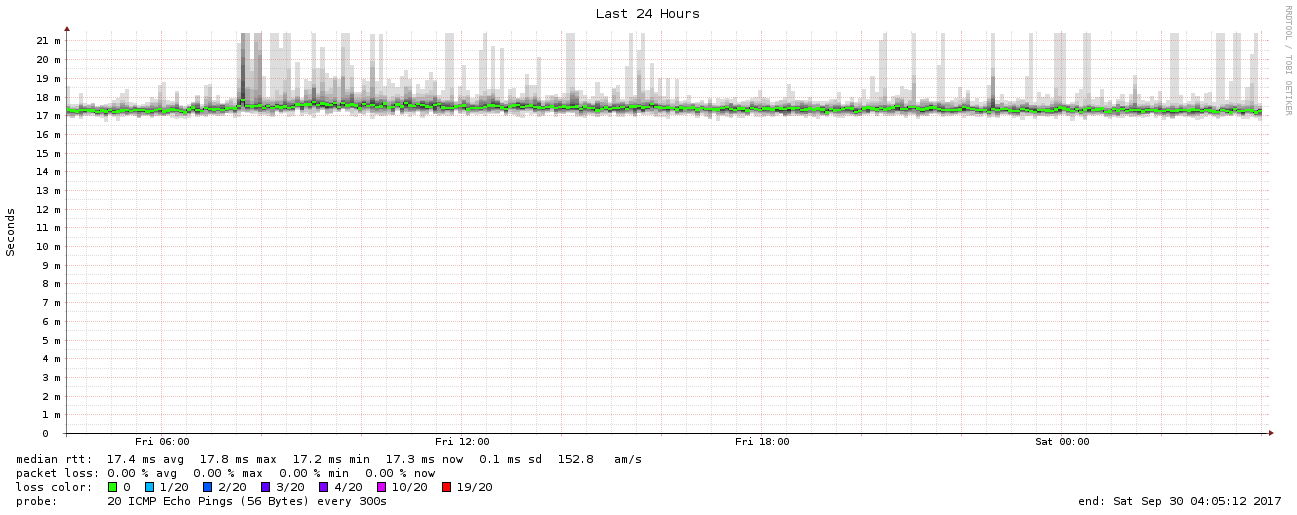 Last 24 Hours
RRDTOOL / TOBI OETIKER
Seconds
21 m
20 m
19 m
18 m
17 m
16 m
15 m
14 m
13 m
12 m
11 m
10 m
9 m
8 m
7 m
6 m
5 m
4 m
3 m
2 m
1 m
0
Fri 06:00 Fri 12:00 Fri 18:00 Sat 00:00
median rtt: 17.4 ms avg 17.8 ms max 17.2 ms min 17.3 ms now 0.1 ms sd 152.8 am/s
packet loss: 0.00 % avg 0.00 % max 0.00 % min 0.00 % now
loss color: 0 1/20 2/20 3/20 4/20 10/20 19/20
probe: 20 ICMP Echo Pings (56 Bytes) every 300s end: Sat Sep 30 04:05:12 2017